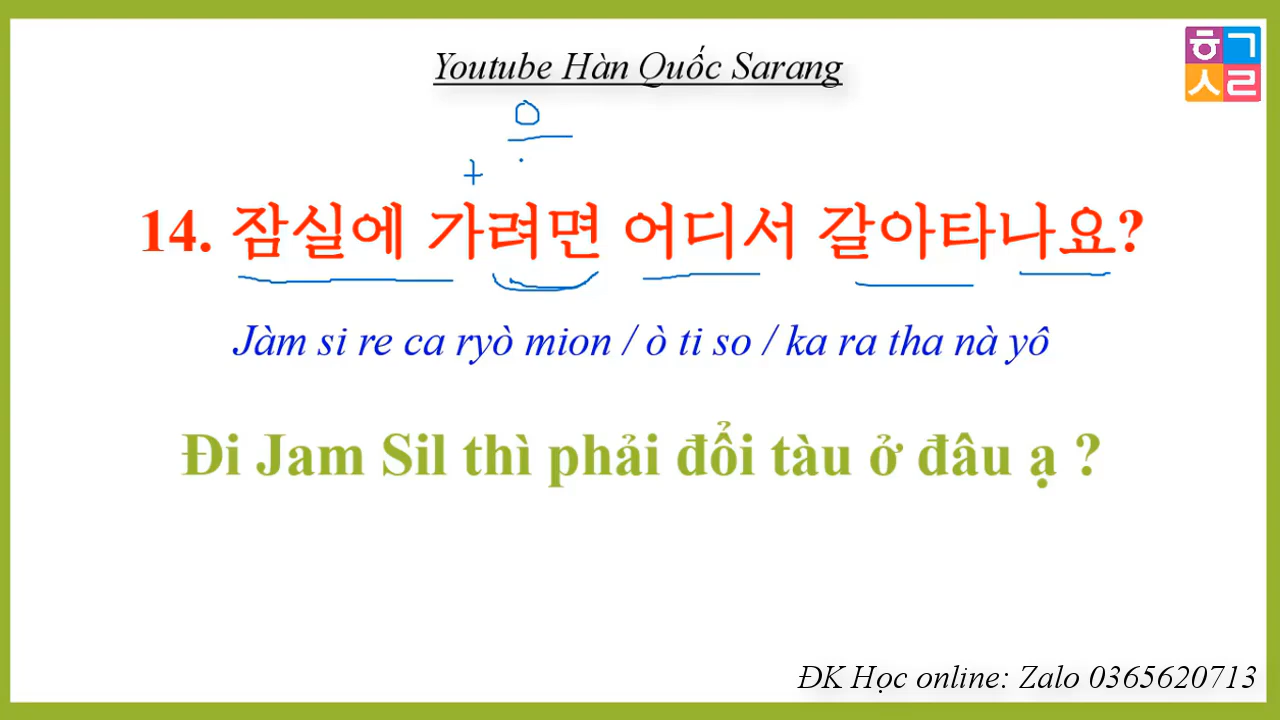 Youtube Hàn Quốc Sarang
ㅎㄱ
ㅅㄹ
14. 잠실에 가려면 어디서 갈아타나요?
Jàm si re ca ryò mion / ò ti so / ka ra tha nà yô
Đi Jam Sil thì phải đổi tàu ở đâu ạ ?
ĐK Học online: Zalo 0365620713